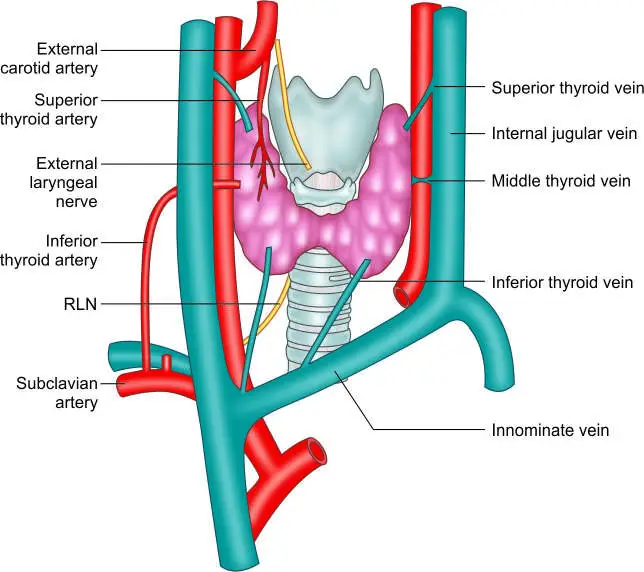 External
carotid artery
Superior
thyroid artery
External
laryngeal
nerve
Inferior
thyroid artery
RLN
Subclavian
artery
Superior thyroid vein
Internal jugular vein
Middle thyroid vein
Inferior thyroid vein
Innominate vein